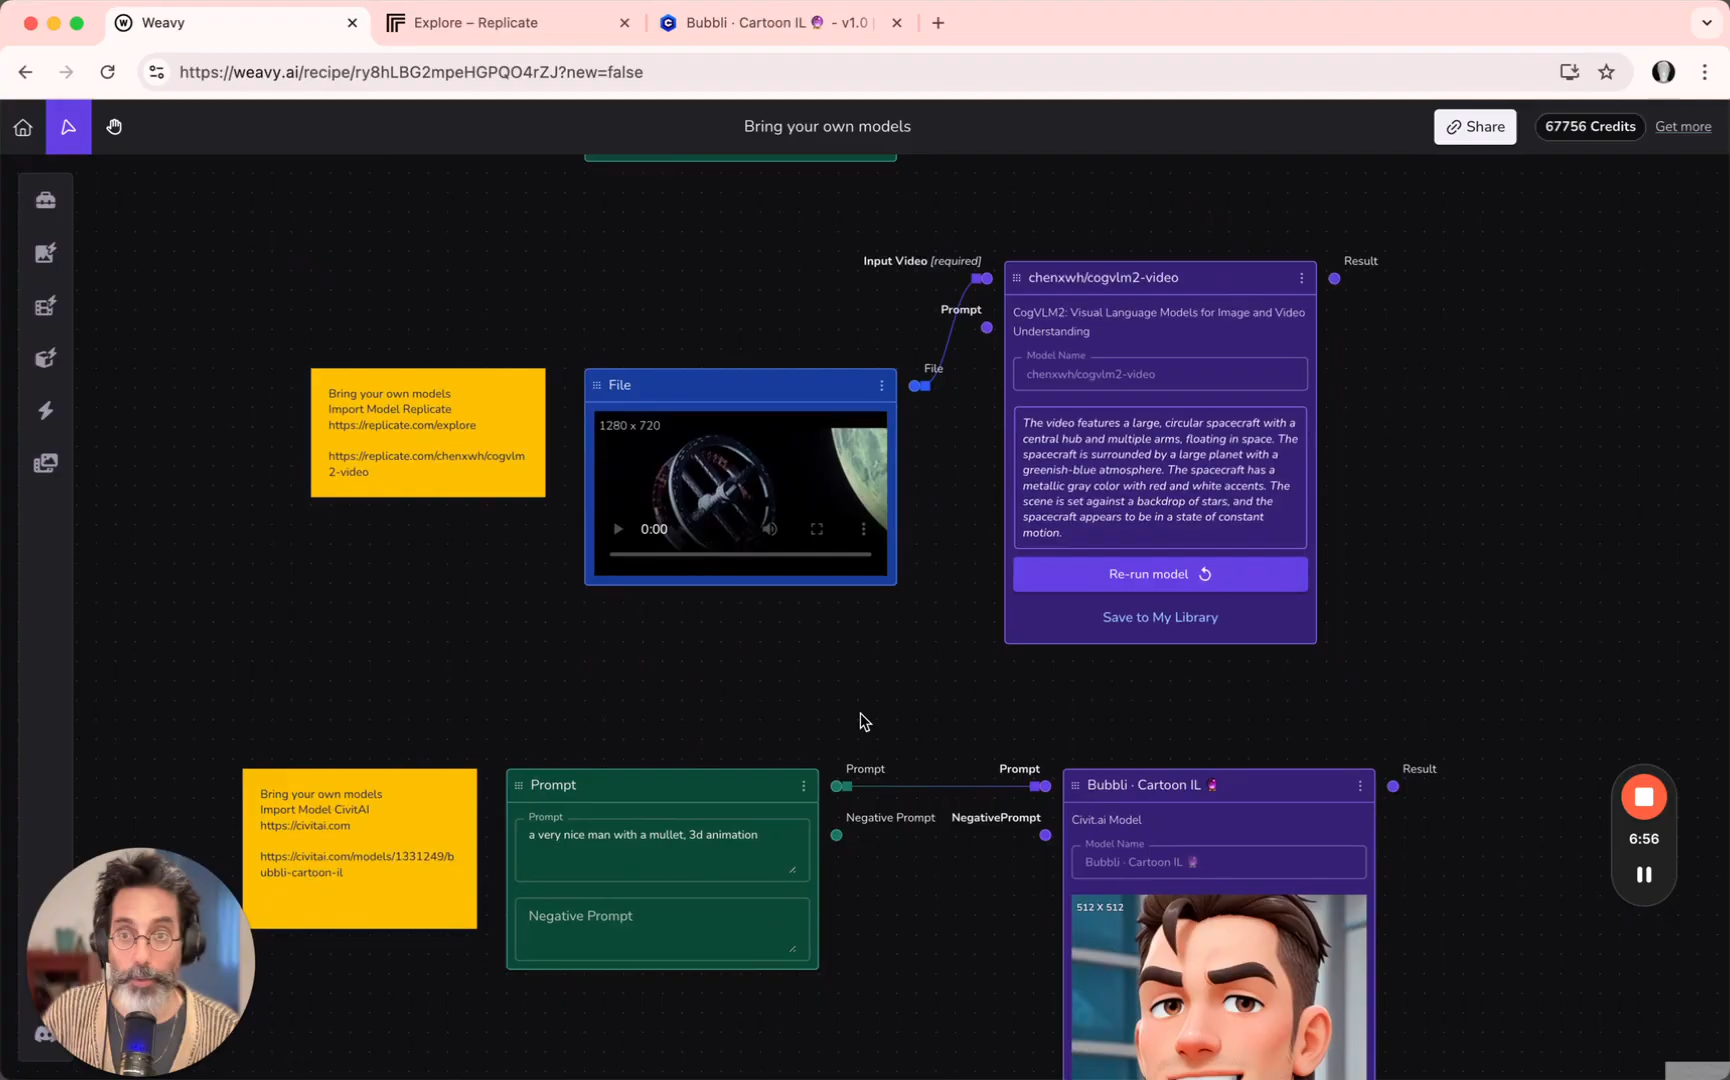 Weavy
Explore – Replicate
Bubbli · Cartoon IL 🔮 - v1.0
https://weavy.ai/recipe/ry8hLBG2mpeHGPQO4rZJ?new=false
Bring your own models
Share
67756 Credits
Get more
Input Video [required]
Prompt
File
chenxwh/cogvlm2-video
Result
CogVLM2: Visual Language Models for Image and Video
Understanding
Model Name
chenxwh/cogvlm2-video
The video features a large, circular spacecraft with a
central hub and multiple arms, floating in space. The
spacecraft is surrounded by a large planet with a
greenish-blue atmosphere. The spacecraft has a
metallic gray color with red and white accents. The
scene is set against a backdrop of stars, and the
spacecraft appears to be in a state of constant
motion.
Re-run model
Save to My Library
Bring your own models
Import Model Replicate
https://replicate.com/explore
https://replicate.com/chenxwh/cogvlm
2-video
File
1280 x 720
0:00
Bring your own models
Import Model CivitAI
https://civitai.com
https://civitai.com/models/1331249/b
ubbli-cartoon-il
Prompt
Prompt
a very nice man with a mullet, 3d animation
Negative Prompt
Prompt
Negative Prompt
Prompt
NegativePrompt
Bubbli · Cartoon IL 🔮
Result
Civit.ai Model
Model Name
Bubbli · Cartoon IL 🔮
512 X 512
6:56